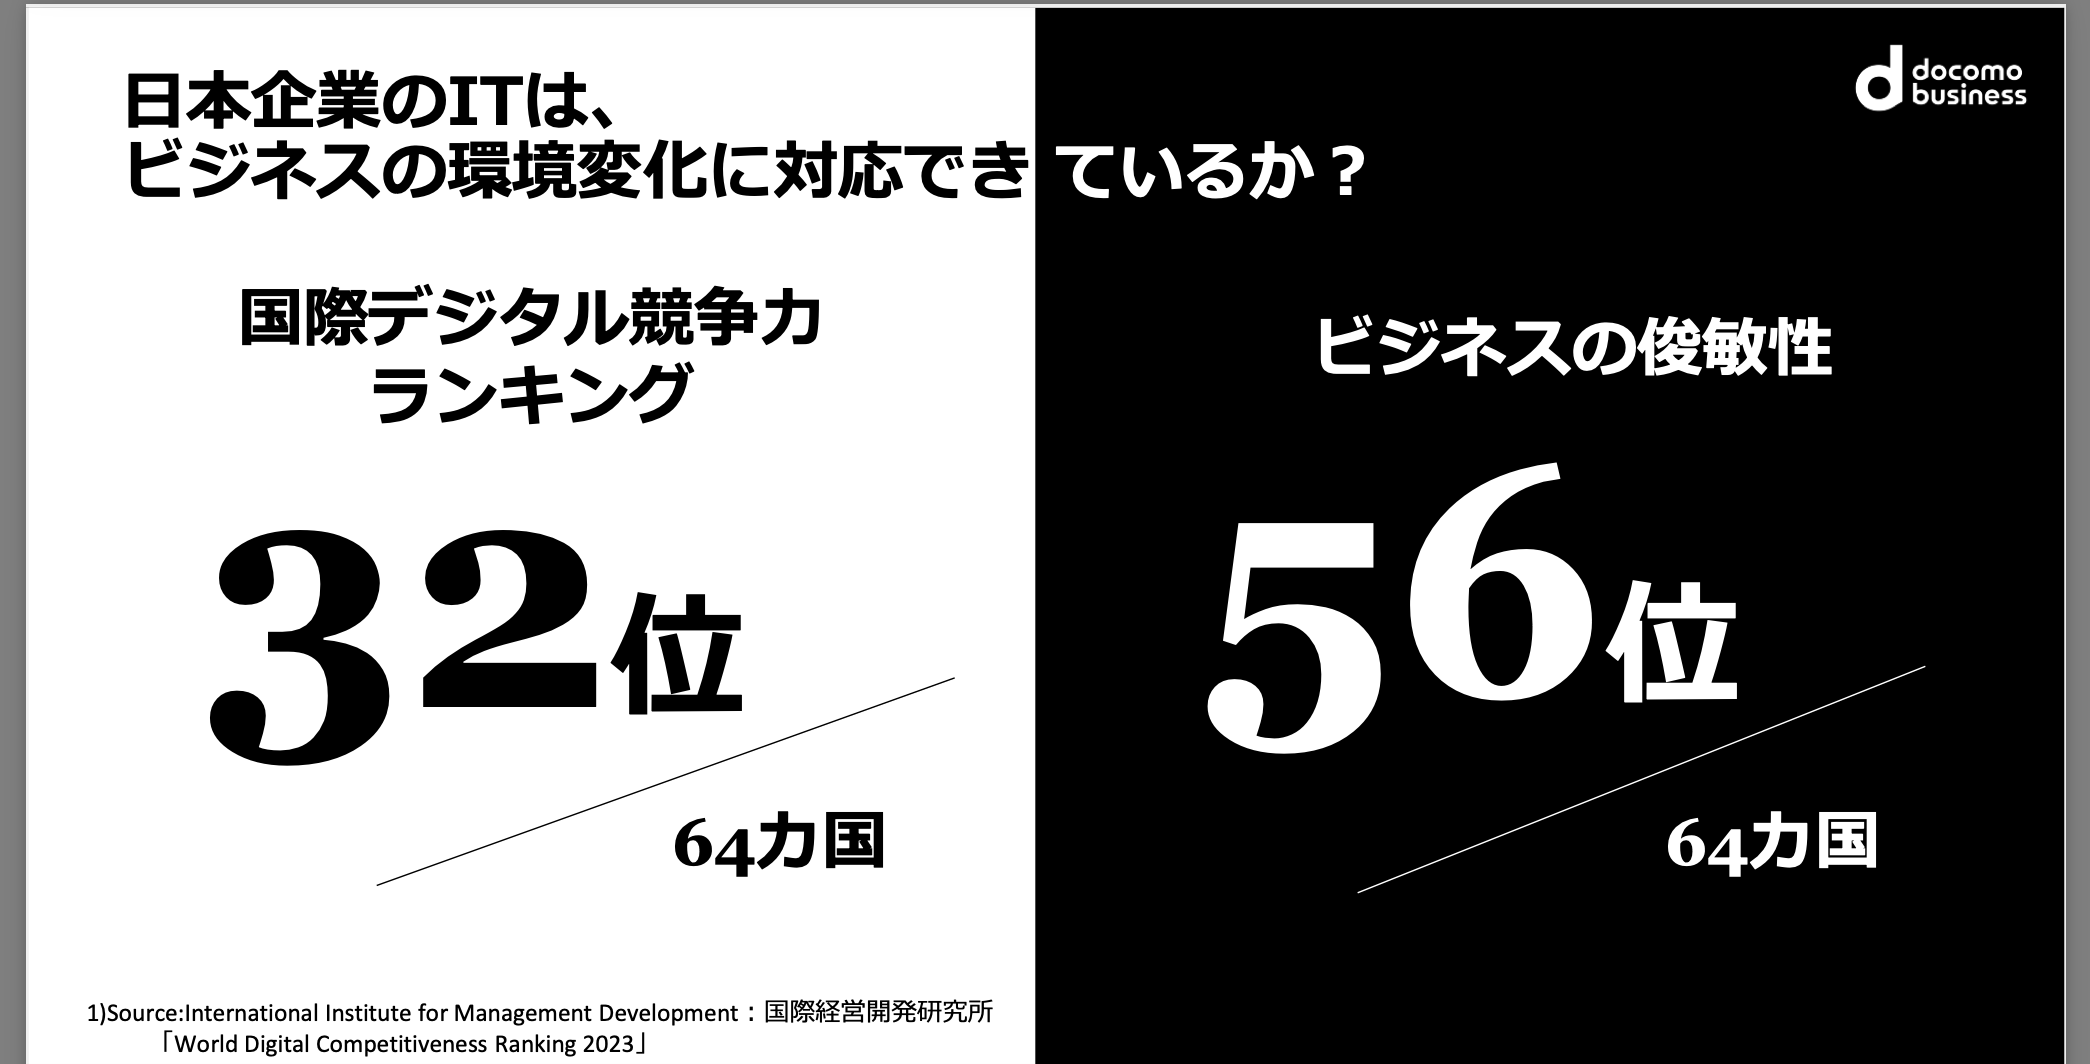 日本企業のITは、
ビジネスの環境変化に対応できているか？
docomo
business
国際デジタル競争力
ランキング
32位
64カ国
ビジネスの俊敏性
56位
64カ国
1)Source:International Institute for Management Development：国際経営開発研究所
「World Digital Competitiveness Ranking 2023」